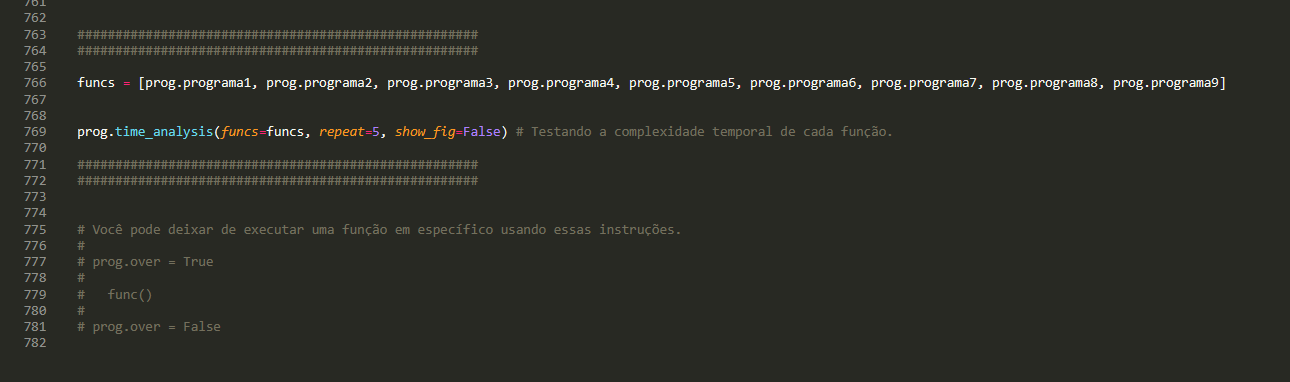 761
762
763 #####################################################
764 #####################################################
765
766 funcs = [prog.programa1, prog.programa2, prog.programa3, prog.programa4, prog.programa5, prog.programa6, prog.programa7, prog.programa8, prog.programa9]
767
768
769 prog.time_analysis(funcs=funcs, repeat=5, show_fig=False) # Testando a complexidade temporal de cada função.
770
771 #####################################################
772 #####################################################
773
774
775 # Você pode deixar de executar uma função em específico usando essas instruções.
776 #
777 # prog.over = True
778 #
779 #   func()
780 #
781 # prog.over = False
782